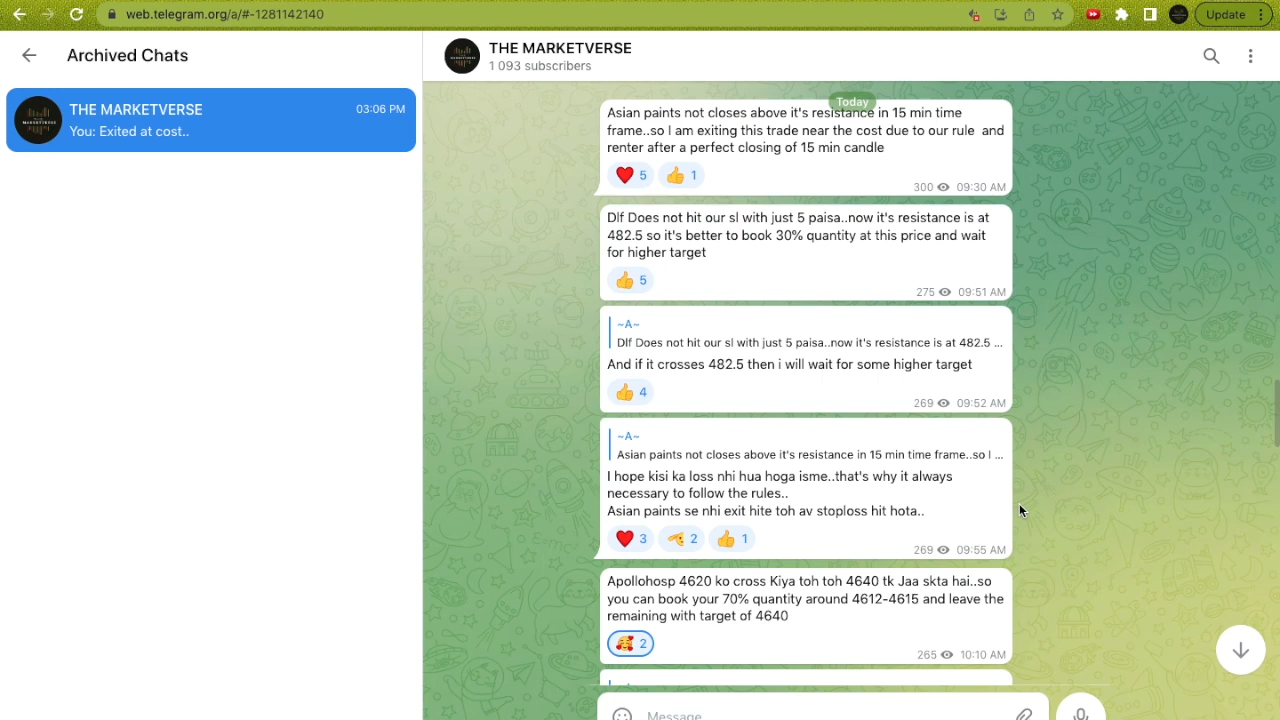 web.telegram.org/a/#-1281142140
Update
Archived Chats
THE MARKETVERSE
03:06 PM
You: Exited at cost..
THE MARKETVERSE
1 093 subscribers
Today
Asian paints not closes above it's resistance in 15 min time
frame..so I am exiting this trade near the cost due to our rule and
renter after a perfect closing of 15 min candle
5
1
300 09:30 AM
Dlf Does not hit our sl with just 5 paisa..now it's resistance is at
482.5 so it's better to book 30% quantity at this price and wait
for higher target
5
275 09:51 AM
~A~
Dlf Does not hit our sl with just 5 paisa..now it's resistance is at 482.5 ...
And if it crosses 482.5 then i will wait for some higher target
4
269 09:52 AM
~A~
Asian paints not closes above it's resistance in 15 min time frame..so I ...
I hope kisi ka loss nhi hua hoga isme..that's why it always
necessary to follow the rules..
Asian paints se nhi exit hite toh av stoploss hit hota..
3
2
1
269 09:55 AM
Apollohosp 4620 ko cross Kiya toh toh 4640 tk Jaa skta hai..so
you can book your 70% quantity around 4612-4615 and leave the
remaining with target of 4640
2
265 10:10 AM
Message